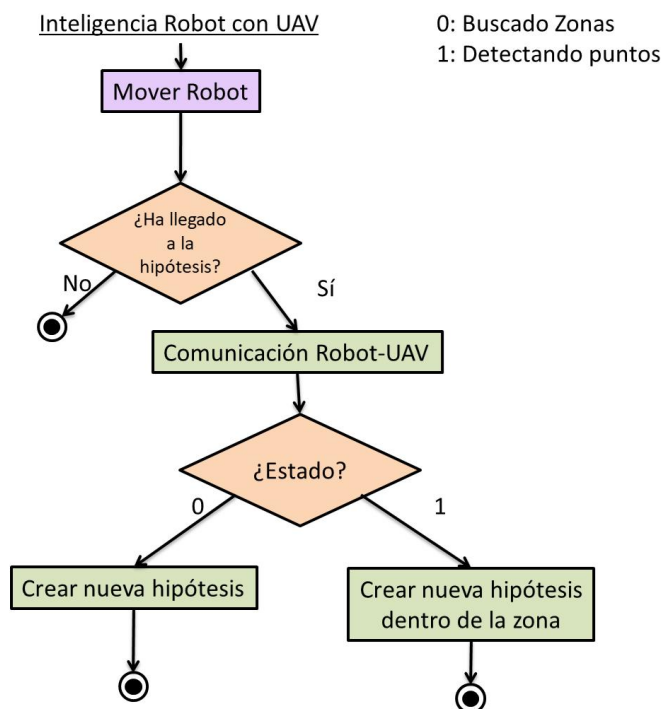 Inteligencia Robot con UAV
0: Buscado Zonas
1: Detectando puntos
Mover Robot
¿Ha llegado
a la
hipótesis?
No
Sí
Comunicación Robot-UAV
¿Estado?
0
1
Crear nueva hipótesis
Crear nueva hipótesis
dentro de la zona